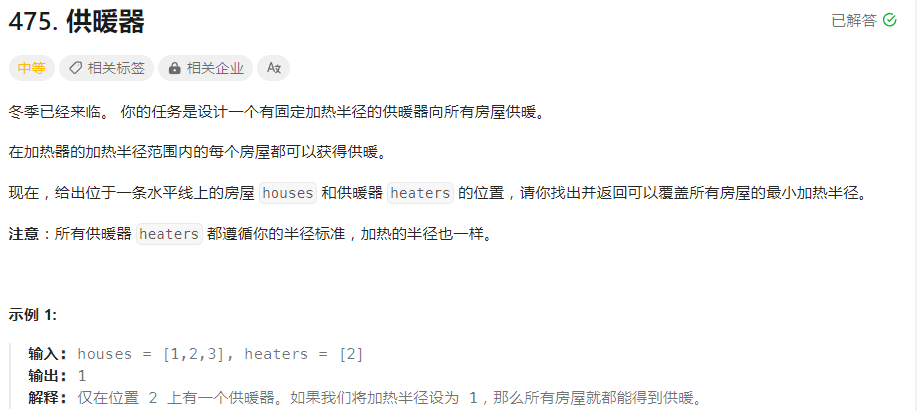 475. 供暖器
已解答
中等 相关标签 相关企业 A文
冬季已经来临。 你的任务是设计一个有固定加热半径的供暖器向所有房屋供暖。
在加热器的加热半径范围内的每个房屋都可以获得供暖。
现在，给出位于一条水平线上的房屋 houses 和供暖器 heaters 的位置，请你找出并返回可以覆盖所有房屋的最小加热半径。
注意：所有供暖器 heaters 都遵循你的半径标准，加热的半径也一样。
示例 1:
输入: houses = [1,2,3], heaters = [2]
输出: 1
解释: 仅在位置 2 上有一个供暖器。如果我们将加热半径设为 1，那么所有房屋就都能得到供暖。